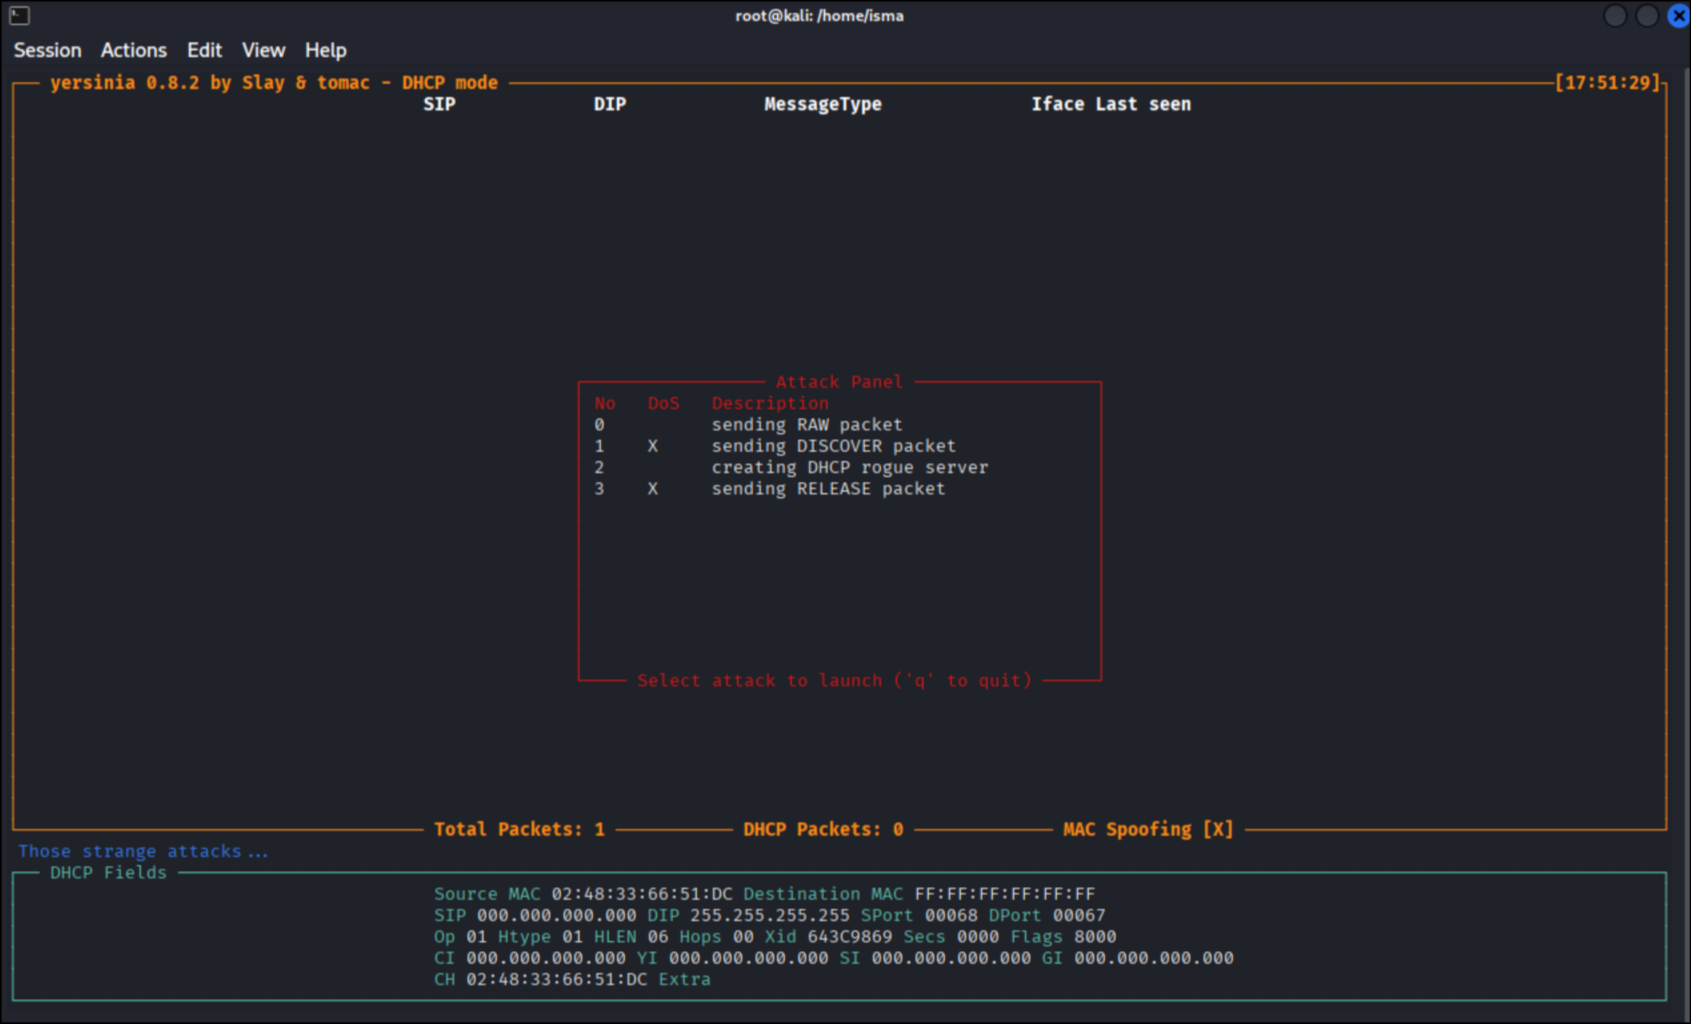 root@kali: /home/isma
Session Actions Edit View Help
yersinia 0.8.2 by Slay & tomac - DHCP mode [17:51:29]
SIP DIP MessageType Iface Last seen
Attack Panel
No DoS Description
0 sending RAW packet
1 X sending DISCOVER packet
2 creating DHCP rogue server
3 X sending RELEASE packet
Select attack to launch ('q' to quit)
Total Packets: 1 DHCP Packets: 0 MAC Spoofing [X]
Those strange attacks...
DHCP Fields
Source MAC 02:48:33:66:51:DC Destination MAC FF:FF:FF:FF:FF:FF
SIP 000.000.000.000 DIP 255.255.255.255 SPort 00068 DPort 00067
Op 01 Htype 01 HLEN 06 Hops 00 Xid 643C9869 Secs 0000 Flags 8000
CI 000.000.000.000 YI 000.000.000.000 SI 000.000.000.000 GI 000.000.000.000
CH 02:48:33:66:51:DC Extra